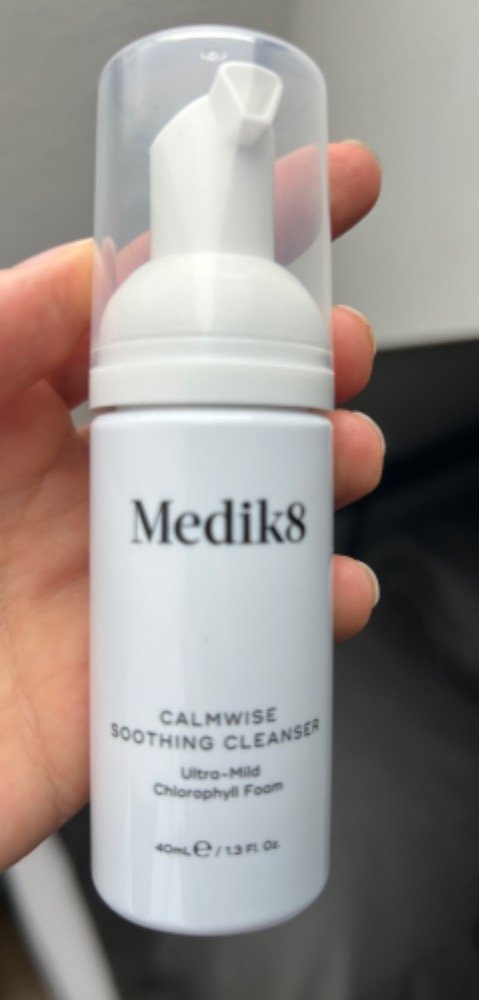 Medik8
CALMWISE
SOOTHING CLEANSER
Ultra-Mild
Chlorophyll Foam
40mL ℮ / 1.3 Fl. Oz.